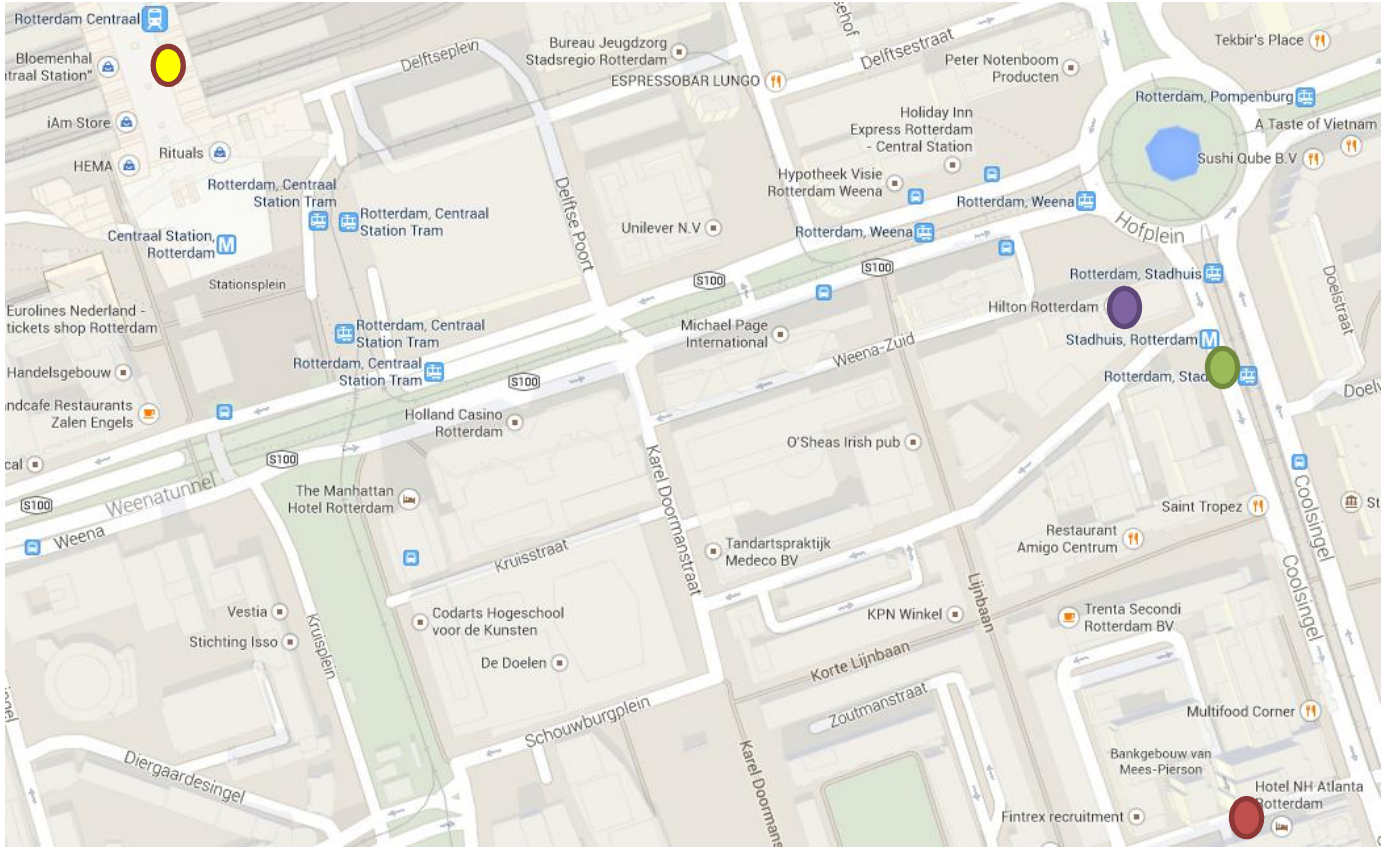 Rotterdam Centraal
Bloemenhal
ntraal Station"
iAm Store
HEMA
Rituals
Rotterdam, Centraal
Station Tram
Rotterdam, Centraal
Station Tram
Centraal Station,
Rotterdam
M
Stationsplein
Eurolines Nederland -
tickets shop Rotterdam
Rotterdam, Centraal
Station Tram
Rotterdam, Centraal
Station Tram
Handelsgebouw
ndcafe Restaurants
Zalen Engels
cal
S100
Weenatunnel
Weena
S100
S100
Delftseplein
Bureau Jeugdzorg
Stadsregio Rotterdam
ESPRESSOBAR LUNGO
Delftsestraat
sehof
Peter Notenboom
Producten
Holiday Inn
Express Rotterdam
- Central Station
Hypotheek Visie
Rotterdam Weena
Delftse Poort
Unilever N.V
Rotterdam, Weena
Rotterdam, Weena
S100
S100
Tekbir's Place
Rotterdam, Pompenburg
A Taste of Vietnam
Sushi Qube B.V
Hofplein
Rotterdam, Stadhuis
Doelstraat
Hilton Rotterdam
Stadhuis, Rotterdam
M
Rotterdam, Stad
Doelw
Michael Page
International
Weena-Zuid
Holland Casino
Rotterdam
O'Sheas Irish pub
Karel Doormanstraat
The Manhattan
Hotel Rotterdam
Kruisstraat
Tandartspraktijk
Medeco BV
Saint Tropez
Restaurant
Amigo Centrum
Coolsingel
St
Coolsingel
Lijnbaan
Vestia
Stichting Isso
Kruisplein
Codarts Hogeschool
voor de Kunsten
De Doelen
KPN Winkel
Trenta Secondi
Rotterdam BV
Korte Lijnbaan
Zoutmanstraat
Schouwburgplein
Karel Doormans
Diergaardesingel
ngel
Multifood Corner
Bankgebouw van
Mees-Pierson
Hotel NH Atlanta
Rotterdam
Fintrex recruitment